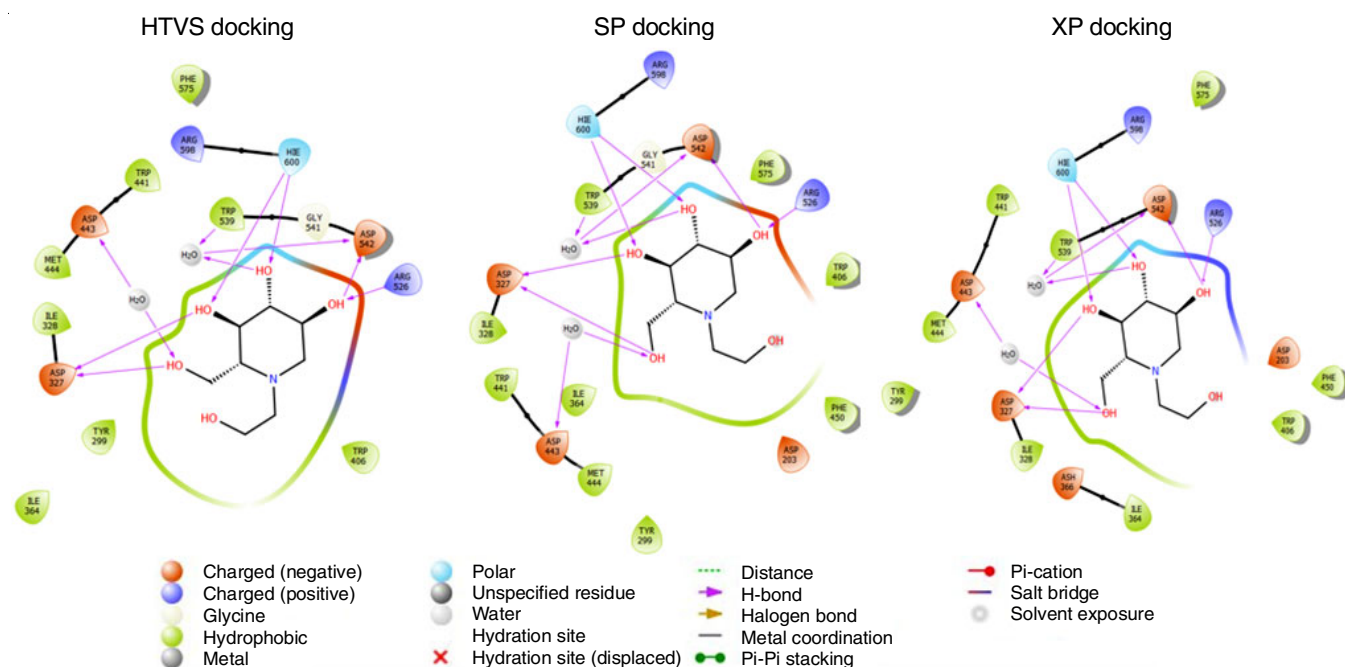 HTVS docking
SP docking
XP docking
PHE
575
ARG
598
HIE
600
TRP
441
ASP
443
TRP
539
GLY
541
ASP
542
H₂O
MET
444
ARG
526
HO
H₂O
HO
OH
ILE
328
HO
ASP
327
N
HO
TYR
299
TRP
406
ILE
364
ARG
598
HIE
600
ASP
542
GLY
541
PHE
575
TRP
539
ARG
526
HO
H₂O
OH
HO
ASP
327
TRP
406
N
ILE
328
H₂O
OH
OH
TRP
441
ILE
364
PHE
450
ASP
443
ASP
203
MET
444
TYR
299
PHE
575
ARG
598
HIE
600
TRP
441
ASP
542
ARG
526
TRP
539
HO
ASP
443
H₂O
OH
HO
MET
444
H₂O
ASP
203
N
PHE
450
TYR
299
OH
ASP
327
OH
TRP
406
ILE
328
ASH
366
ILE
364
Charged (negative)
Charged (positive)
Glycine
Hydrophobic
Metal
Polar
Unspecified residue
Water
Hydration site
Hydration site (displaced)
Distance
H-bond
Halogen bond
Metal coordination
Pi-Pi stacking
Pi-cation
Salt bridge
Solvent exposure